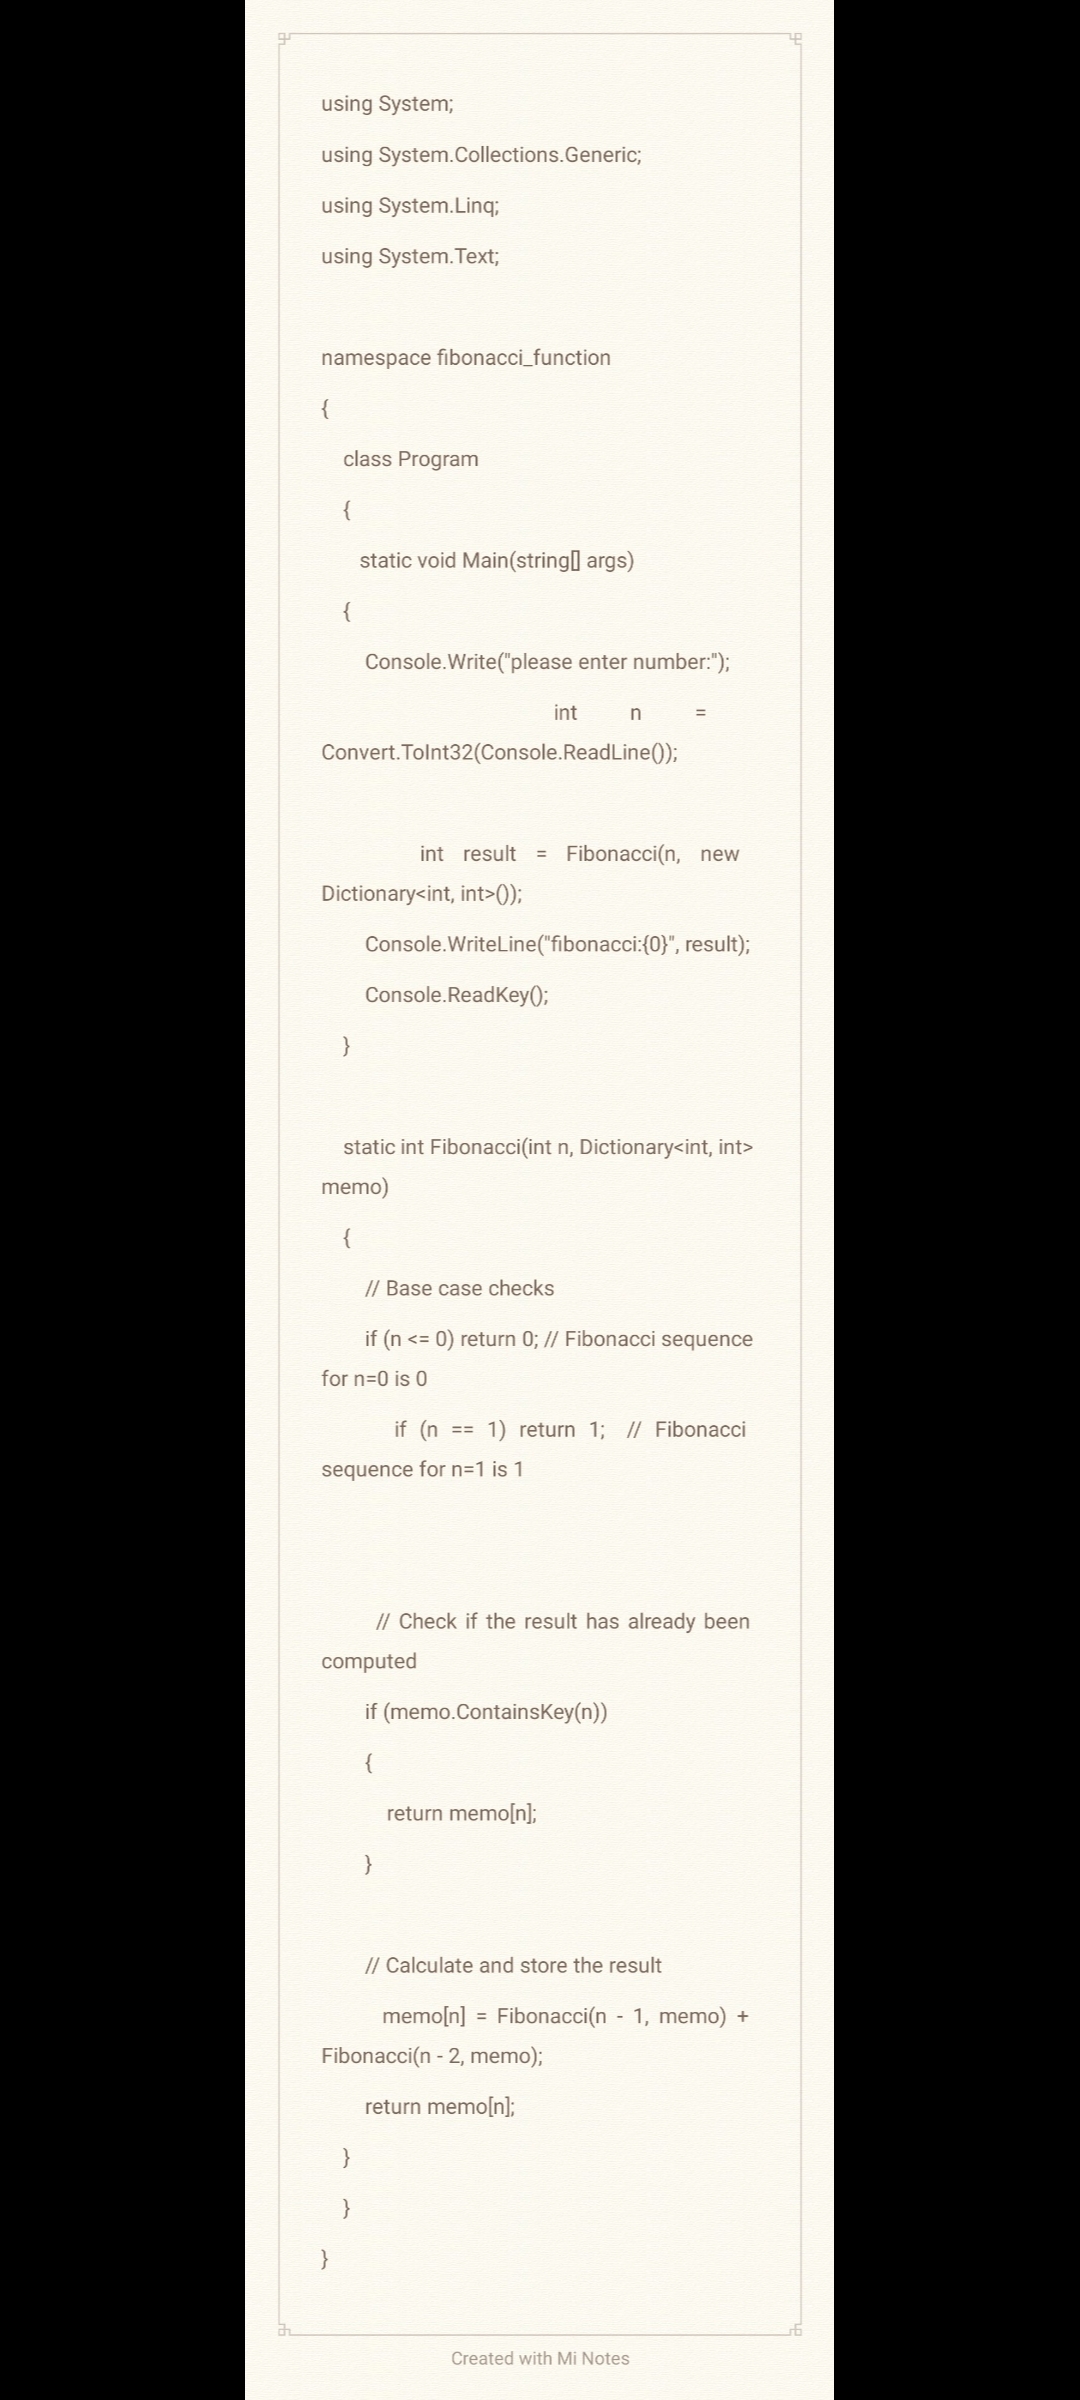 using System;
using System.Collections.Generic;
using System.Linq;
using System.Text;
namespace fibonacci_function
{
class Program
{
static void Main(string[] args)
{
Console.Write("please enter number:");
int n =
Convert.ToInt32(Console.ReadLine());
int result = Fibonacci(n, new
Dictionary<int, int>());
Console.WriteLine("fibonacci:{0}", result);
Console.ReadKey();
}
static int Fibonacci(int n, Dictionary<int, int>
memo)
{
// Base case checks
if (n <= 0) return 0; // Fibonacci sequence
for n=0 is 0
if (n == 1) return 1; // Fibonacci
sequence for n=1 is 1
// Check if the result has already been
computed
if (memo.ContainsKey(n))
{
return memo[n];
}
// Calculate and store the result
memo[n] = Fibonacci(n - 1, memo) +
Fibonacci(n - 2, memo);
return memo[n];
}
}
}
Created with Mi Notes